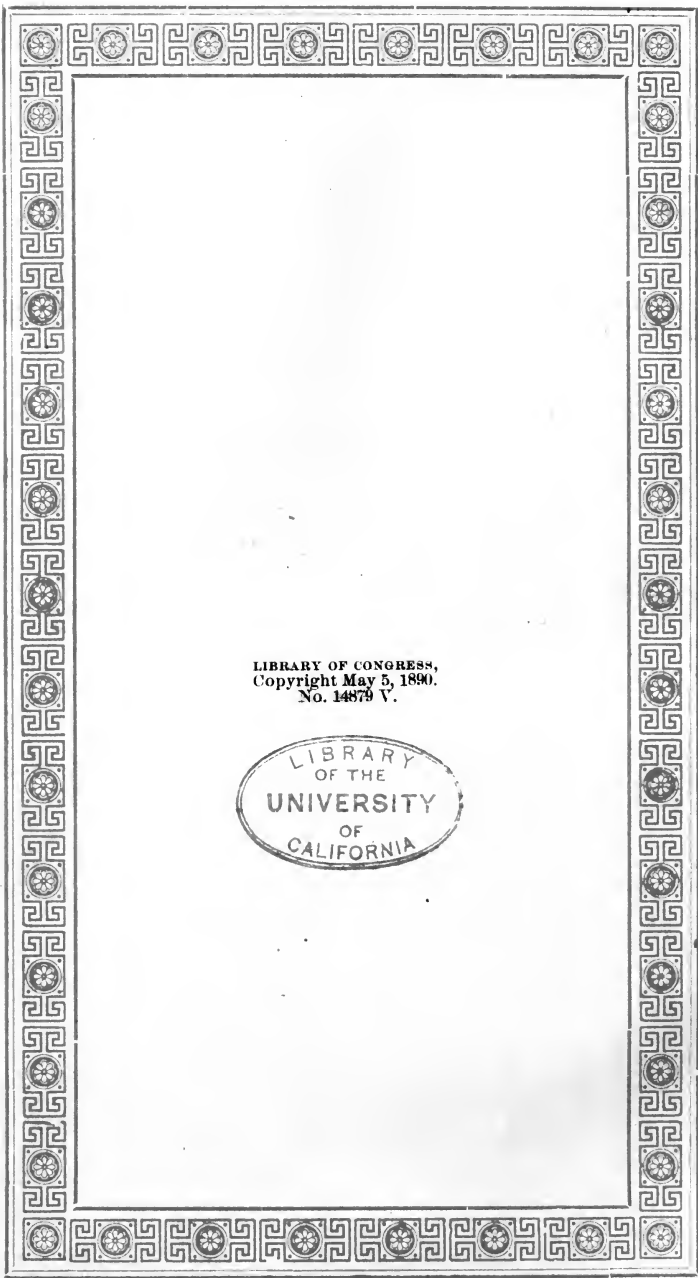 LIBRARY OF CONGRESS,
Copyright May 5, 1890.
No. 14879 V.
LIBRARY
OF THE
UNIVERSITY
OF
CALIFORNIA